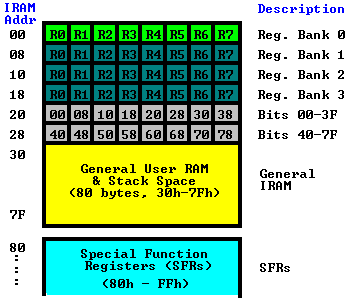 IRAM
Addr Description
00 R0 R1 R2 R3 R4 R5 R6 R7 Reg. Bank 0
08 R0 R1 R2 R3 R4 R5 R6 R7 Reg. Bank 1
10 R0 R1 R2 R3 R4 R5 R6 R7 Reg. Bank 2
18 R0 R1 R2 R3 R4 R5 R6 R7 Reg. Bank 3
20 00 08 10 18 20 28 30 38 Bits 00-3F
28 40 48 50 58 60 68 70 78 Bits 40-7F
30
General User RAM
& Stack Space
(80 bytes, 30h-7Fh)
General
IRAM
7F
80
:
:
Special Function
Registers (SFRs)
(80h - FFh)
SFRs